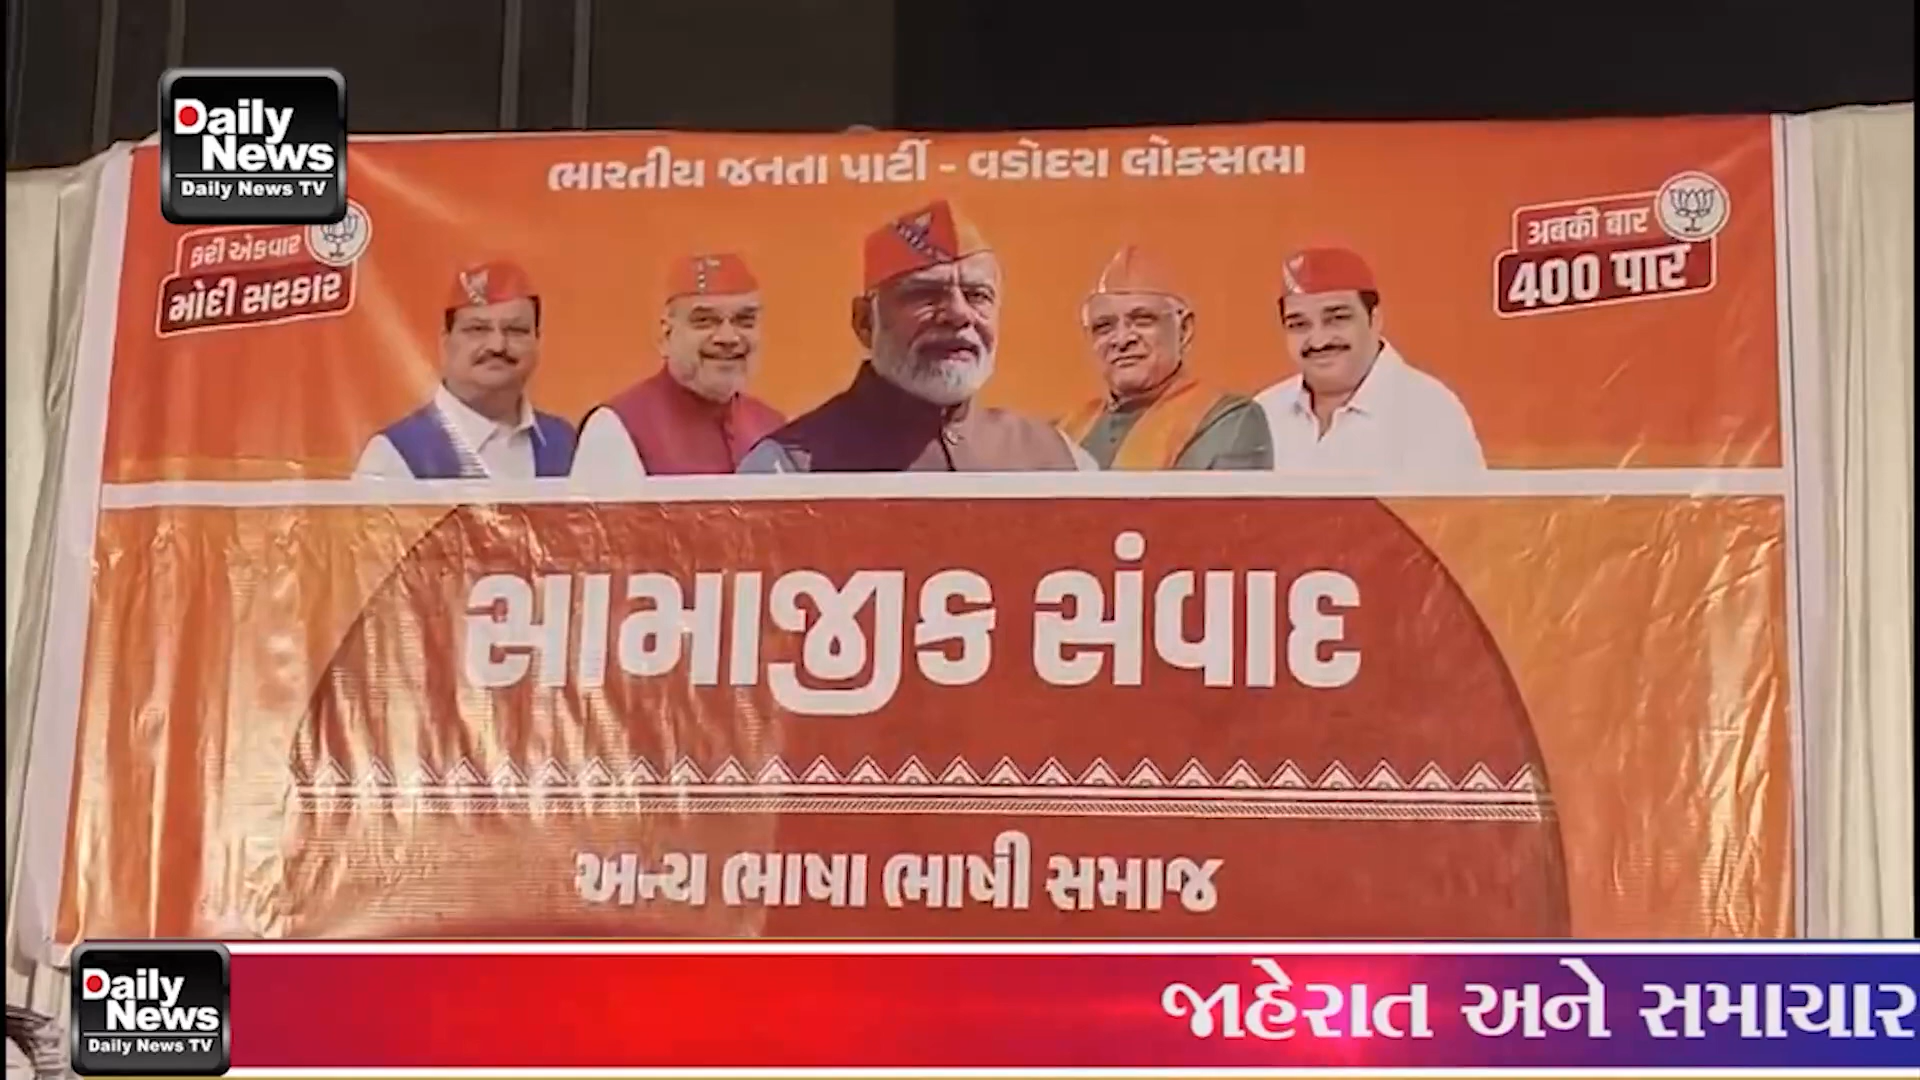 Daily
News
Daily News TV
ભારતીય જનતા પાર્ટી - વડોદરા લોકસભા
ફરી એકવાર
મોદી સરકાર
અબકી બાર
400 પાર
સામાજીક સંવાદ
અન્ય ભાષા ભાષી સમાજ
Daily
News
Daily News TV
જાહેરાત અને સમાચાર